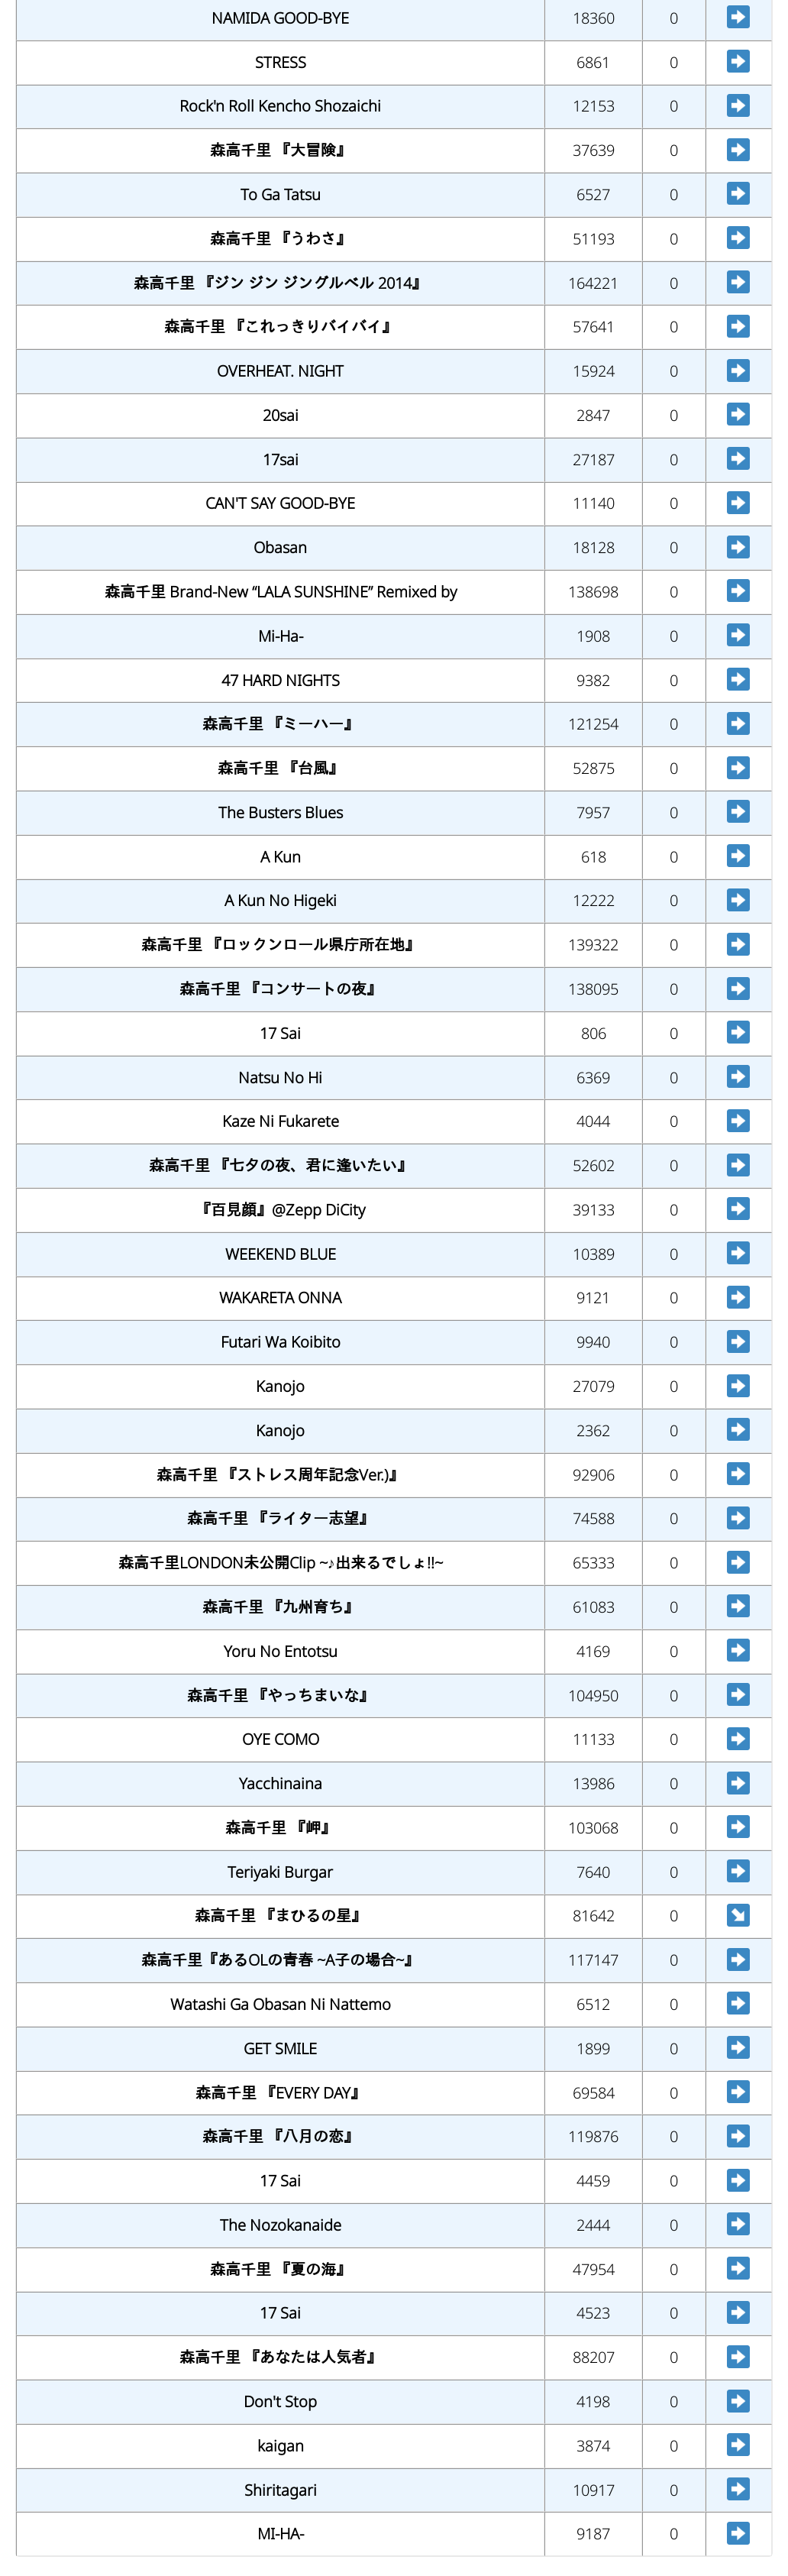 NAMIDA GOOD-BYE 18360 0
STRESS 6861 0
Rock'n Roll Kencho Shozaichi 12153 0
森高千里 『大冒険』 37639 0
To Ga Tatsu 6527 0
森高千里 『うわさ』 51193 0
森高千里 『ジン ジン ジングルベル 2014』 164221 0
森高千里 『これっきりバイバイ』 57641 0
OVERHEAT. NIGHT 15924 0
20sai 2847 0
17sai 27187 0
CAN'T SAY GOOD-BYE 11140 0
Obasan 18128 0
森高千里 Brand-New “LALA SUNSHINE” Remixed by 138698 0
Mi-Ha- 1908 0
47 HARD NIGHTS 9382 0
森高千里 『ミーハー』 121254 0
森高千里 『台風』 52875 0
The Busters Blues 7957 0
A Kun 618 0
A Kun No Higeki 12222 0
森高千里 『ロックンロール県庁所在地』 139322 0
森高千里 『コンサートの夜』 138095 0
17 Sai 806 0
Natsu No Hi 6369 0
Kaze Ni Fukarete 4044 0
森高千里 『七夕の夜、君に逢いたい』 52602 0
『百見顔』@Zepp DiCity 39133 0
WEEKEND BLUE 10389 0
WAKARETA ONNA 9121 0
Futari Wa Koibito 9940 0
Kanojo 27079 0
Kanojo 2362 0
森高千里 『ストレス周年記念Ver.)』 92906 0
森高千里 『ライター志望』 74588 0
森高千里LONDON未公開Clip ~♪出来るでしょ!!~ 65333 0
森高千里 『九州育ち』 61083 0
Yoru No Entotsu 4169 0
森高千里 『やっちまいな』 104950 0
OYE COMO 11133 0
Yacchinaina 13986 0
森高千里 『岬』 103068 0
Teriyaki Burgar 7640 0
森高千里 『まひるの星』 81642 0
森高千里『あるOLの青春 ~A子の場合~』 117147 0
Watashi Ga Obasan Ni Nattemo 6512 0
GET SMILE 1899 0
森高千里 『EVERY DAY』 69584 0
森高千里 『八月の恋』 119876 0
17 Sai 4459 0
The Nozokanaide 2444 0
森高千里 『夏の海』 47954 0
17 Sai 4523 0
森高千里 『あなたは人気者』 88207 0
Don't Stop 4198 0
kaigan 3874 0
Shiritagari 10917 0
MI-HA- 9187 0